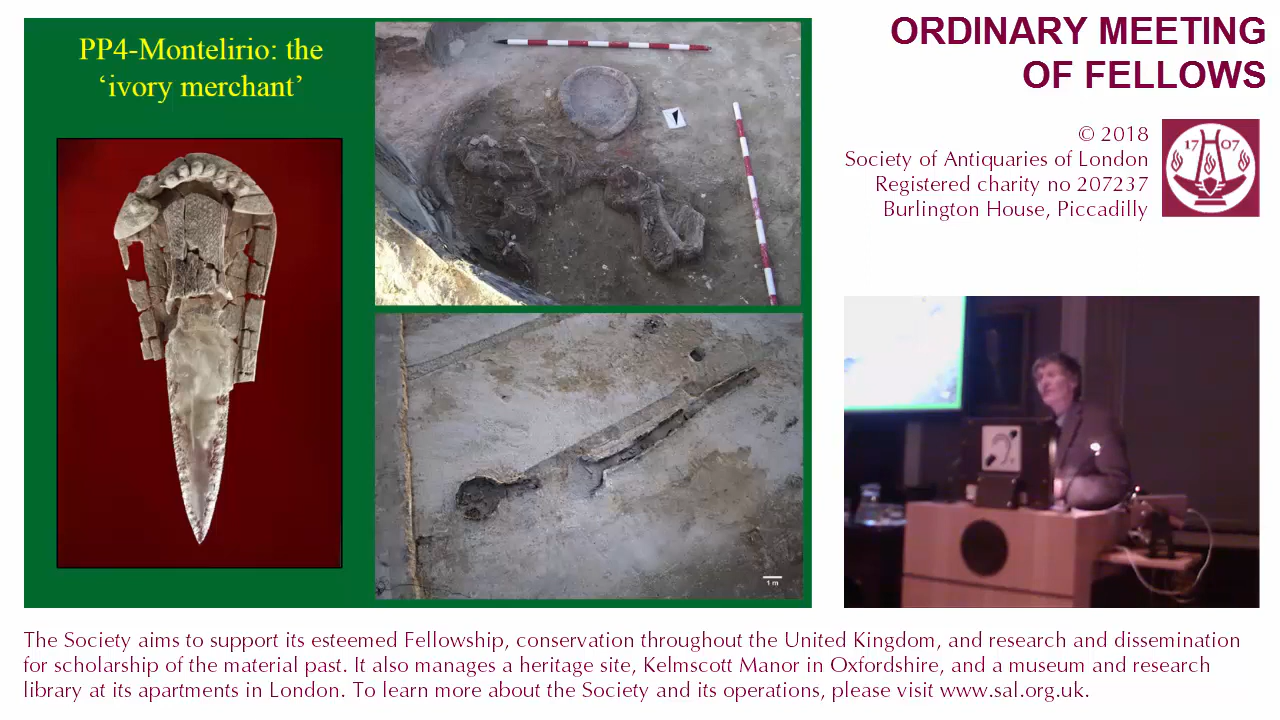 PP4-Montelirio: the
‘ivory merchant’
1 m
ORDINARY MEETING
OF FELLOWS
© 2018
Society of Antiquaries of London
Registered charity no 207237
Burlington House, Piccadilly
1707
The Society aims to support its esteemed Fellowship, conservation throughout the United Kingdom, and research and dissemination
for scholarship of the material past. It also manages a heritage site, Kelmscott Manor in Oxfordshire, and a museum and research
library at its apartments in London. To learn more about the Society and its operations, please visit www.sal.org.uk.